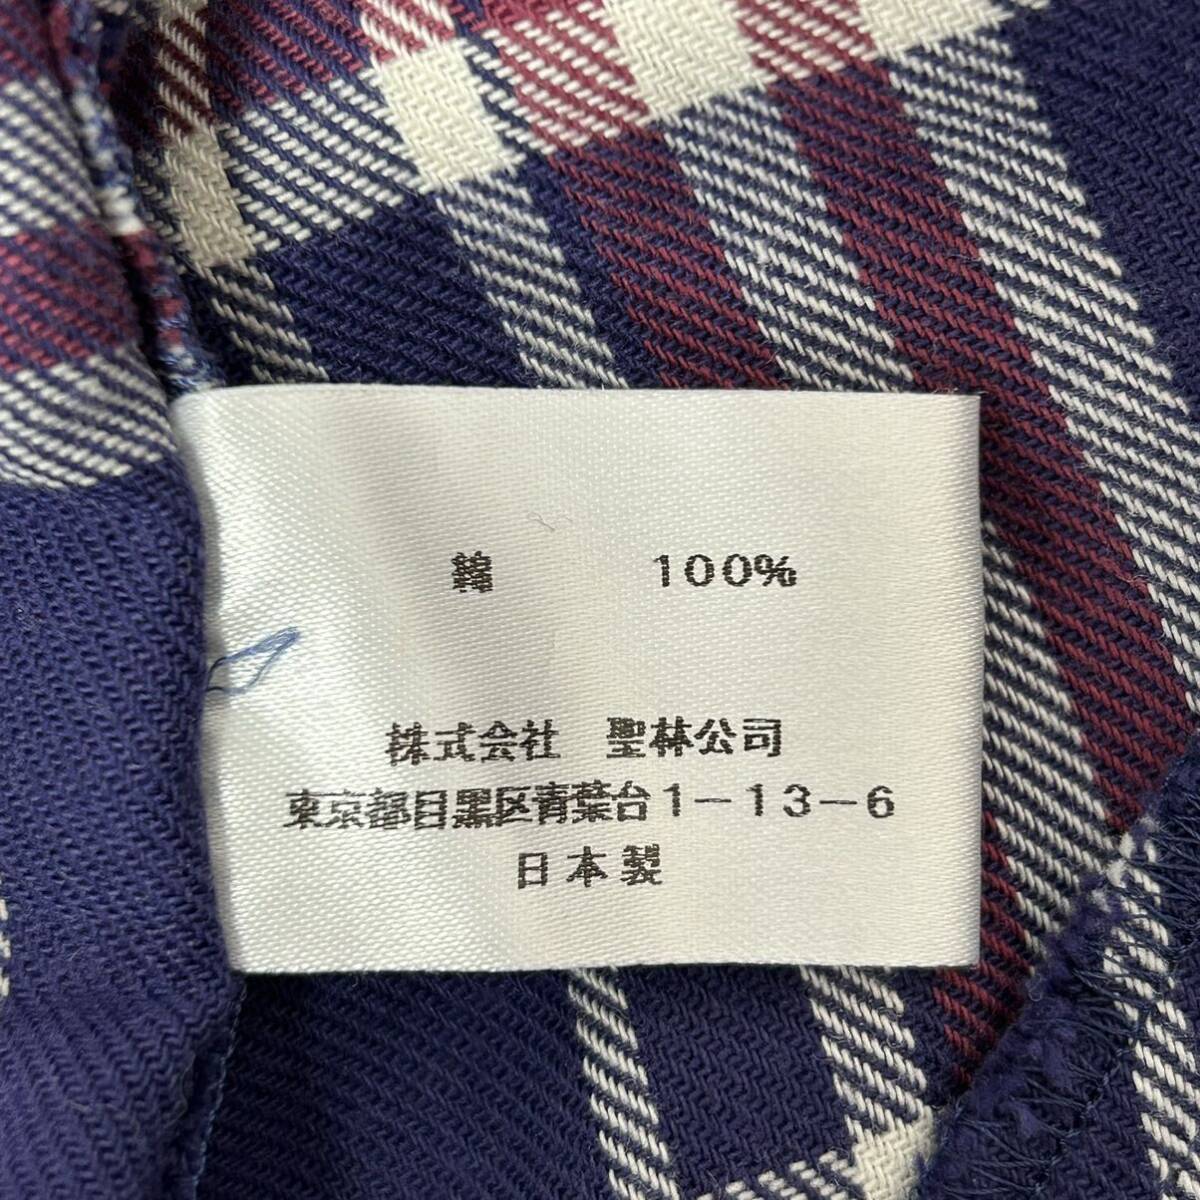 綿 100%
株式会社 聖林公司
東京都目黒区青葉台1-13-6
日本製